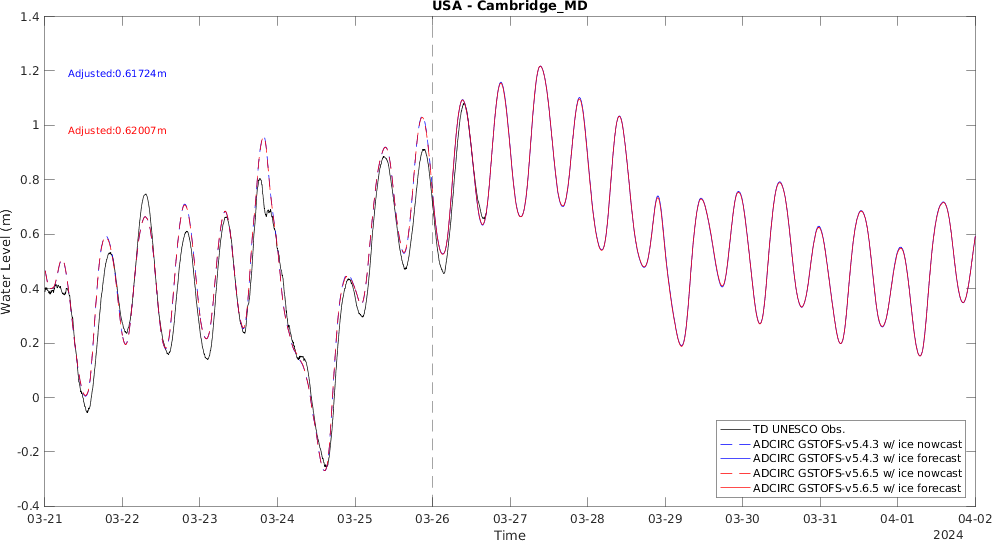 USA - Cambridge_MD
Water Level (m)
1.4
1.2
1
0.8
0.6
0.4
0.2
0
-0.2
-0.4
Adjusted:0.61724m
Adjusted:0.62007m
TD UNESCO Obs.
ADCIRC GSTOFS-v5.4.3 w/ ice nowcast
ADCIRC GSTOFS-v5.4.3 w/ ice forecast
ADCIRC GSTOFS-v5.6.5 w/ ice nowcast
ADCIRC GSTOFS-v5.6.5 w/ ice forecast
03-21 03-22 03-23 03-24 03-25 03-26 03-27 03-28 03-29 03-30 03-31 04-01 04-02
Time
2024